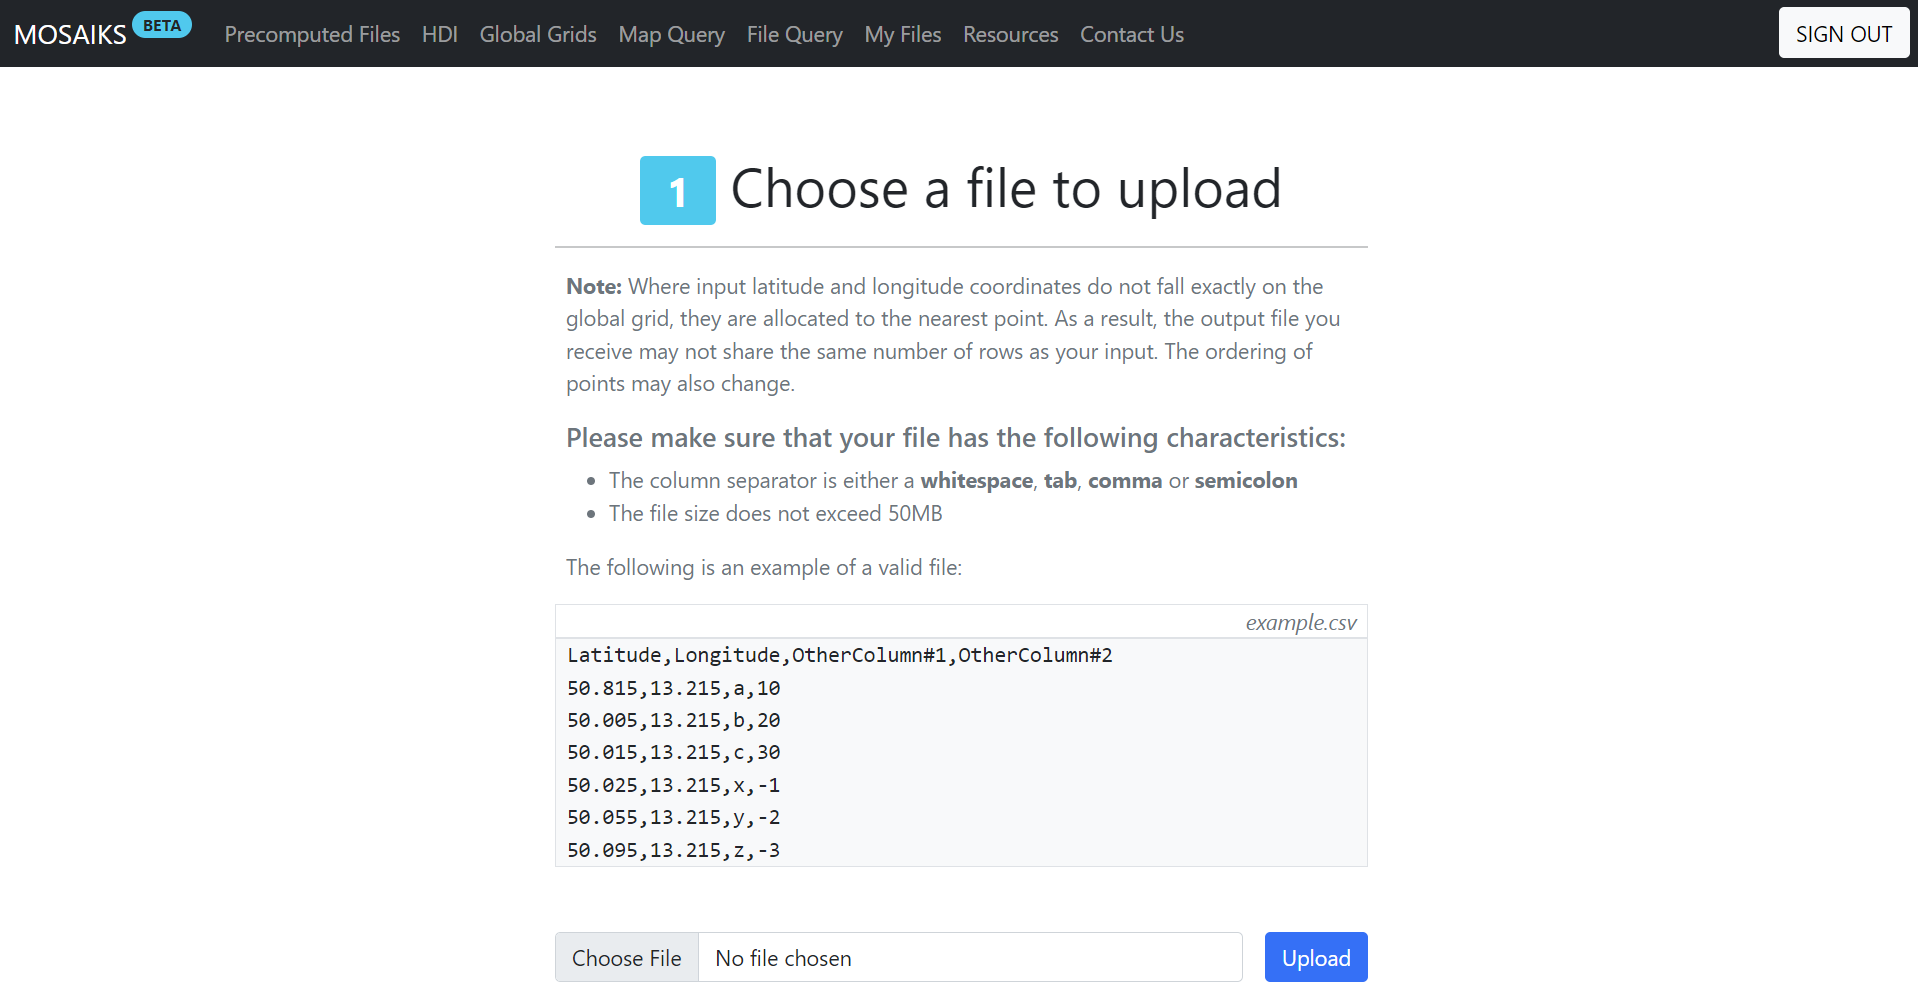 MOSAIKS BETA Precomputed Files HDI Global Grids Map Query File Query My Files Resources Contact Us SIGN OUT
1 Choose a file to upload
Note: Where input latitude and longitude coordinates do not fall exactly on the
global grid, they are allocated to the nearest point. As a result, the output file you
receive may not share the same number of rows as your input. The ordering of
points may also change.
Please make sure that your file has the following characteristics:
• The column separator is either a whitespace, tab, comma or semicolon
• The file size does not exceed 50MB
The following is an example of a valid file:
example.csv
Latitude,Longitude,OtherColumn#1,OtherColumn#2
50.815,13.215,a,10
50.005,13.215,b,20
50.015,13.215,c,30
50.025,13.215,x,-1
50.055,13.215,y,-2
50.095,13.215,z,-3
Choose File No file chosen Upload